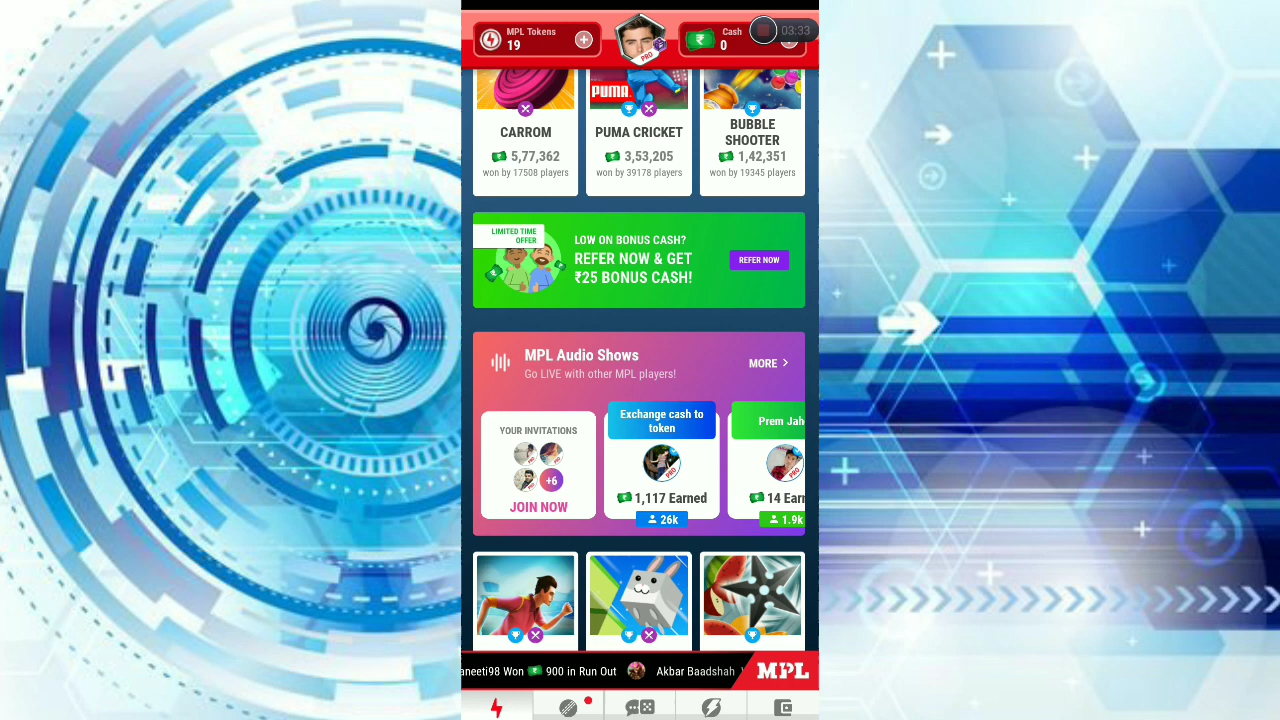 MPL Tokens
19
PRO
Cash
0
03:33
PUMA
CARROM
5,77,362
won by 17508 players
PUMA CRICKET
3,53,205
won by 39178 players
BUBBLE
SHOOTER
1,42,351
won by 19345 players
LIMITED TIME
OFFER
LOW ON BONUS CASH?
REFER NOW & GET
₹25 BONUS CASH!
REFER NOW
MPL Audio Shows
Go LIVE with other MPL players!
MORE
YOUR INVITATIONS
+6
JOIN NOW
Exchange cash to
token
PRO
1,117 Earned
26k
Prem Jah
PRO
14 Earn
1.9k
aneeti98 Won 900 in Run Out
Akbar Baadshah
MPL